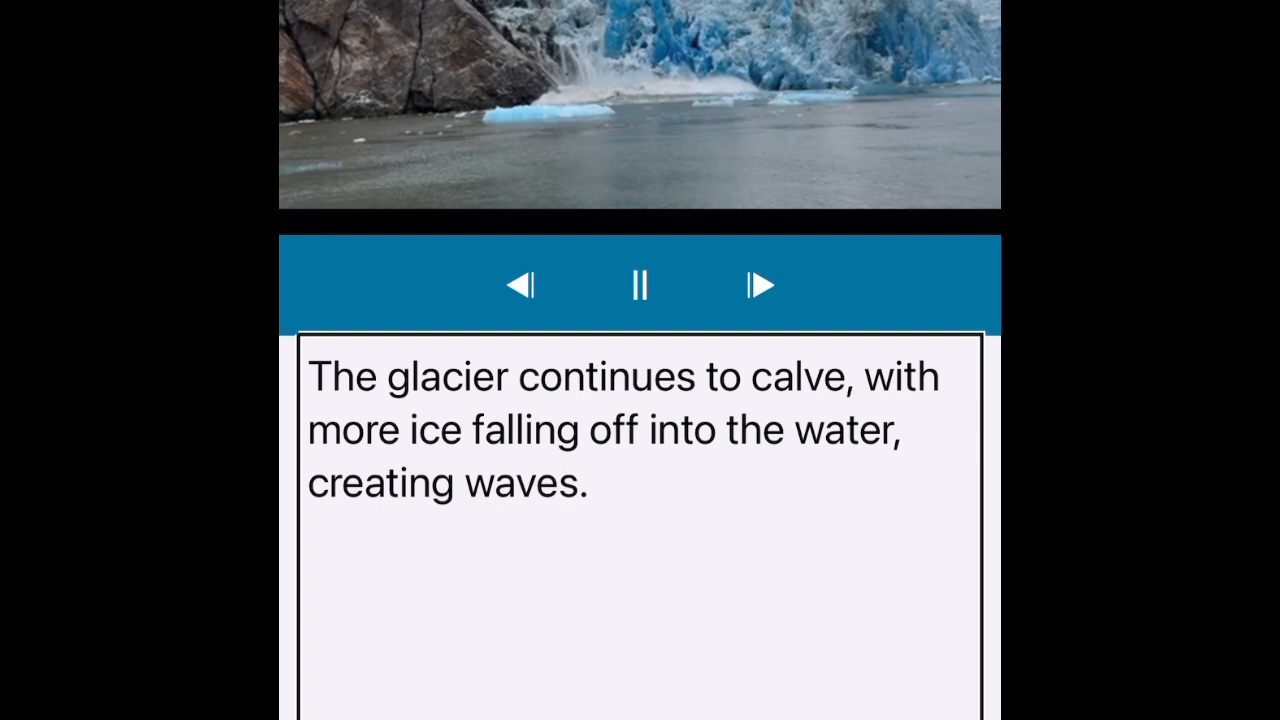 The glacier continues to calve, with
more ice falling off into the water,
creating waves.